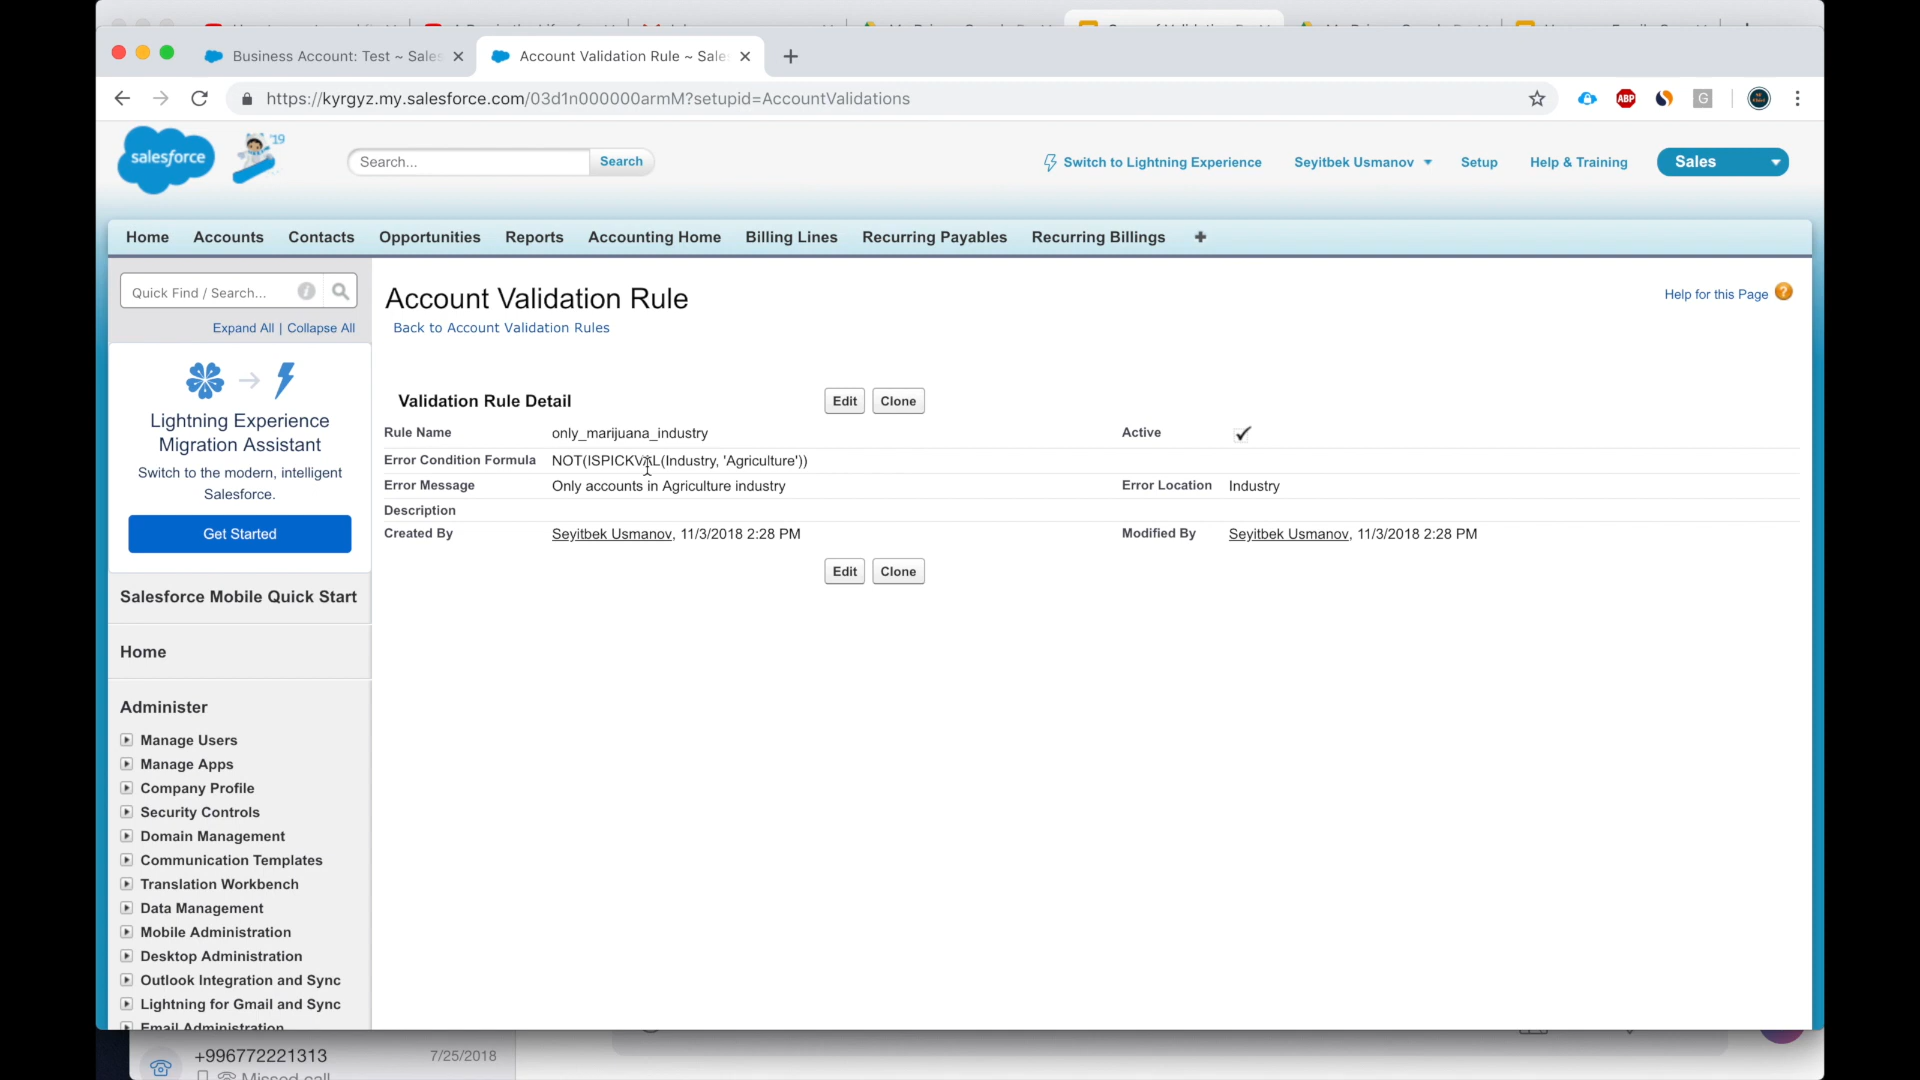 Business Account: Test ~ Sales
Account Validation Rule ~ Sale
https://kyrgyz.my.salesforce.com/03d1n000000armM?setupid=AccountValidations
ABP
G
salesforce
'19
Search...
Search
Switch to Lightning Experience
Seyitbek Usmanov
Setup
Help & Training
Sales
Home
Accounts
Contacts
Opportunities
Reports
Accounting Home
Billing Lines
Recurring Payables
Recurring Billings
+
Quick Find / Search...
Expand All | Collapse All
Lightning Experience
Migration Assistant
Switch to the modern, intelligent
Salesforce.
Get Started
Salesforce Mobile Quick Start
Home
Administer
Manage Users
Manage Apps
Company Profile
Security Controls
Domain Management
Communication Templates
Translation Workbench
Data Management
Mobile Administration
Desktop Administration
Outlook Integration and Sync
Lightning for Gmail and Sync
Email Administration
Account Validation Rule
Help for this Page ?
Back to Account Validation Rules
Validation Rule Detail
Edit
Clone
Rule Name only_marijuana_industry
Active
Error Condition Formula NOT(ISPICKVAL(Industry, 'Agriculture'))
Error Message Only accounts in Agriculture industry
Error Location Industry
Description
Created By Seyitbek Usmanov, 11/3/2018 2:28 PM
Modified By Seyitbek Usmanov, 11/3/2018 2:28 PM
Edit
Clone
+996772221313
7/25/2018
Missed call